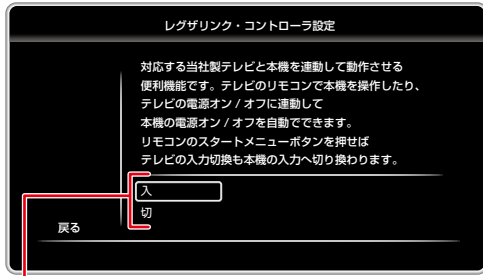 レグザリンク・コントローラ設定
対応する当社製テレビと本機を連動して動作させる
便利機能です。テレビのリモコンで本機を操作したり、
テレビの電源オン / オフに連動して
本機の電源オン / オフを自動でできます。
リモコンのスタートメニューボタンを押せば
テレビの入力切換も本機の入力へ切り換わります。
入
切
戻る